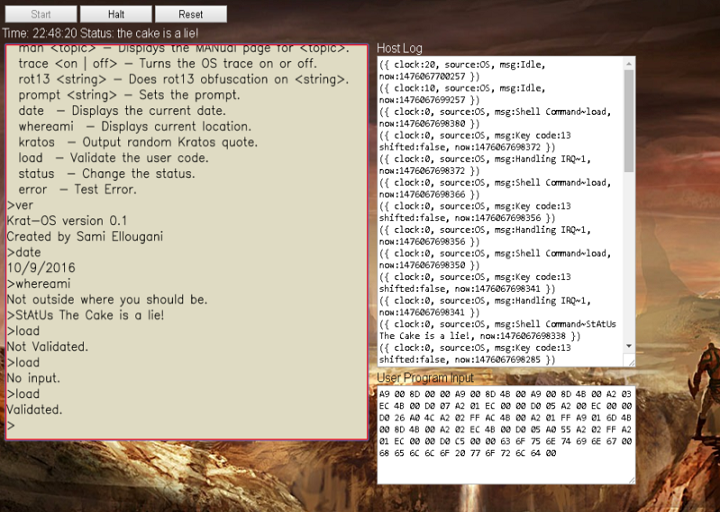 Start Halt Reset
Time: 22:48:20 Status: the cake is a lie!
man <topic> — Displays the MANual page for <topic>.
trace <on | off> — Turns the OS trace on or off.
rot13 <string> — Does rot13 obfuscation on <string>.
prompt <string> — Sets the prompt.
date — Displays the current date.
whereami — Displays current location.
kratos — Output random Kratos quote.
load — Validate the user code.
status — Change the status.
error — Test Error.
>ver
Krat-OS version 0.1
Created by Sami Ellougani
>date
10/9/2016
>whereami
Not outside where you should be.
>StAtUs The Cake is a lie!
>load
Not Validated.
>load
No input.
>load
Validated.
>
Host Log
({ clock:20, source:OS, msg:Idle,
now:1476067700257 })
({ clock:10, source:OS, msg:Idle,
now:1476067699257 })
({ clock:0, source:OS, msg:Shell Command~load,
now:1476067698380 })
({ clock:0, source:OS, msg:Key code:13
shifted:false, now:1476067698372 })
({ clock:0, source:OS, msg:Handling IRQ~1,
now:1476067698372 })
({ clock:0, source:OS, msg:Shell Command~load,
now:1476067698366 })
({ clock:0, source:OS, msg:Key code:13
shifted:false, now:1476067698356 })
({ clock:0, source:OS, msg:Handling IRQ~1,
now:1476067698356 })
({ clock:0, source:OS, msg:Shell Command~load,
now:1476067698350 })
({ clock:0, source:OS, msg:Key code:13
shifted:false, now:1476067698341 })
({ clock:0, source:OS, msg:Handling IRQ~1,
now:1476067698341 })
({ clock:0, source:OS, msg:Shell Command~StAtUs
The Cake is a lie!, now:1476067698338 })
({ clock:0, source:OS, msg:Key code:13
shifted:false, now:1476067698285 })
User Program Input
A9 00 8D 00 00 A9 00 8D 4B 00 A9 00 8D 4B 00 A2 03
EC 4B 00 D0 07 A2 01 EC 00 00 D0 05 A2 00 EC 00 00
D0 26 A0 4C A2 02 FF AC 4B 00 A2 01 FF A9 01 6D 4B
00 8D 4B 00 A2 02 EC 4B 00 D0 05 A0 55 A2 02 FF A2
01 EC 00 00 D0 C5 00 00 63 6F 75 6E 74 69 6E 67 00
68 65 6C 6C 6F 20 77 6F 72 6C 64 00